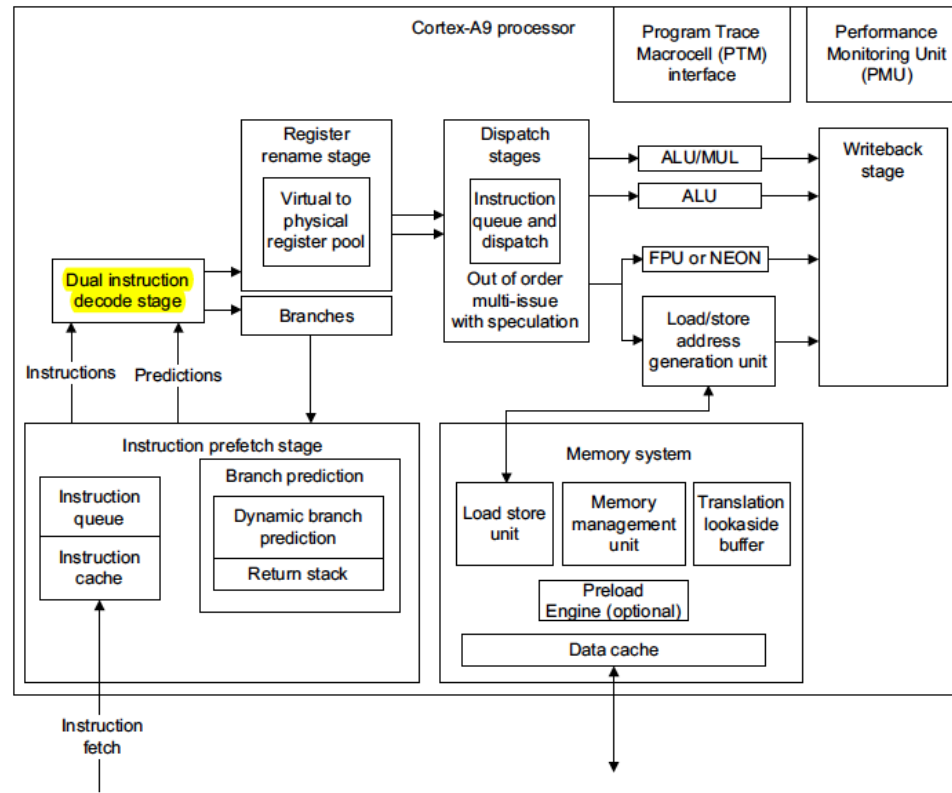 Cortex-A9 processor
Program Trace
Macrocell (PTM)
interface
Performance
Monitoring Unit
(PMU)
Register
rename stage
Virtual to
physical
register pool
Dispatch
stages
Instruction
queue and
dispatch
Out of order
multi-issue
with speculation
ALU/MUL
ALU
FPU or NEON
Load/store
address
generation unit
Writeback
stage
Dual instruction
decode stage
Branches
Instructions
Predictions
Instruction prefetch stage
Instruction
queue
Instruction
cache
Branch prediction
Dynamic branch
prediction
Return stack
Memory system
Load store
unit
Memory
management
unit
Translation
lookaside
buffer
Preload
Engine (optional)
Data cache
Instruction
fetch